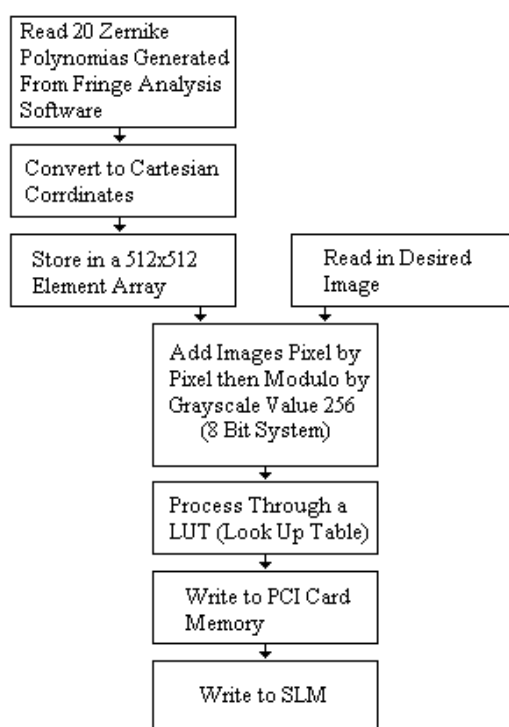 Read 20 Zernike
Polynomias Generated
From Fringe Analysis
Software
Convert to Cartesian
Corrdinates
Store in a 512x512
Element Array
Read in Desired
Image
Add Images Pixel by
Pixel then Modulo by
Grayscale Value 256
(8 Bit System)
Process Through a
LUT (Look Up Table)
Write to PCI Card
Memory
Write to SLM